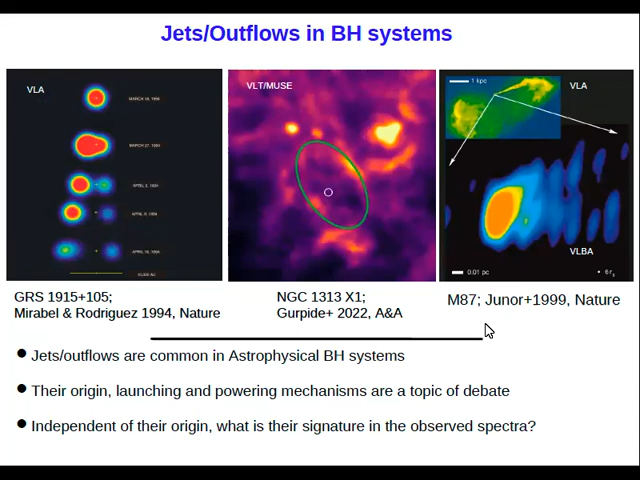 Jets/Outflows in BH systems
VLA
MARCH 18, 1994
MARCH 27, 1994
APRIL 3, 1994
APRIL 9, 1994
APRIL 16, 1994
VLT/MUSE
1 kpc
VLA
VLBA
0.01 pc
GRS 1915+105;
Mirabel & Rodriguez 1994, Nature
NGC 1313 X1;
Gurpide+ 2022, A&A
M87; Junor+1999, Nature
Jets/outflows are common in Astrophysical BH systems
Their origin, launching and powering mechanisms are a topic of debate
Independent of their origin, what is their signature in the observed spectra?